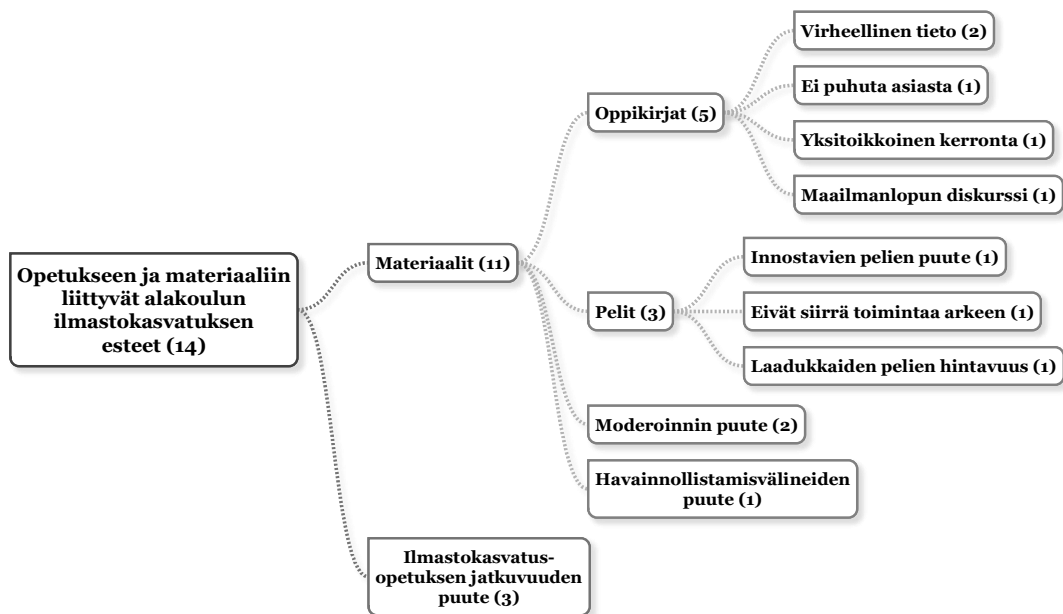 Opetukseen ja materiaaliin
liittyvät alakoulun
ilmastokasvatuksen
esteet (14)
Materiaalit (11)
Oppikirjat (5)
Virheellinen tieto (2)
Ei puhuta asiasta (1)
Yksitoikkoinen kerronta (1)
Maailmanlopun diskurssi (1)
Pelit (3)
Innostavien pelien puute (1)
Eivät siirrä toimintaa arkeen (1)
Laadukkaiden pelien hintavuus (1)
Moderoinnin puute (2)
Havainnollistamisvälineiden
puute (1)
Ilmastokasvatus-
opetuksen jatkuvuuden
puute (3)